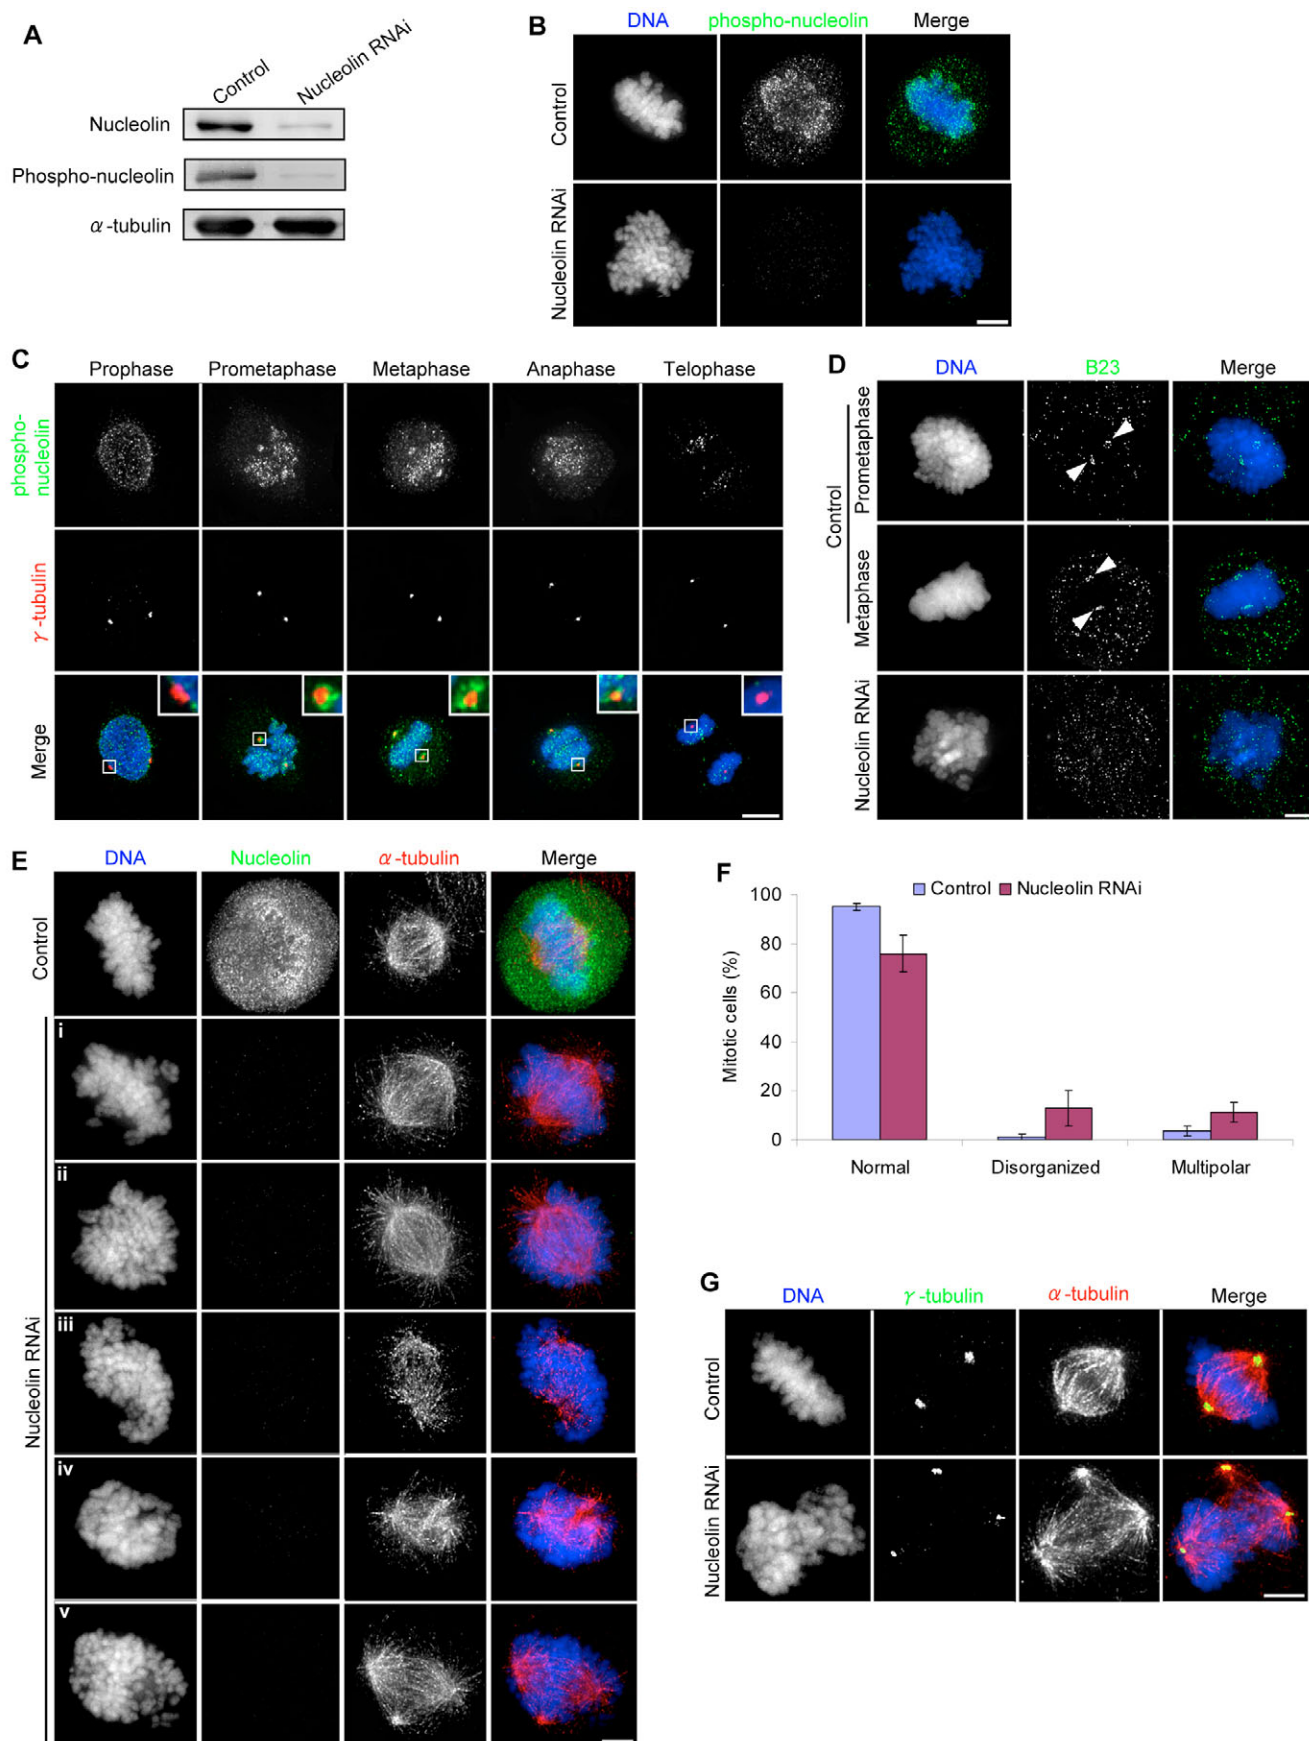 A
Control
Nucleolin RNAi
Nucleolin
Phospho-nucleolin
α-tubulin
B
DNA
phospho-nucleolin
Merge
Control
Nucleolin RNAi
C
Prophase
Prometaphase
Metaphase
Anaphase
Telophase
phospho-
nucleolin
γ-tubulin
Merge
D
DNA
B23
Merge
Control
Prometaphase
Metaphase
Nucleolin RNAi
E
DNA
Nucleolin
α-tubulin
Merge
Control
Nucleolin RNAi
i
ii
iii
iv
v
F
Control
Nucleolin RNAi
Mitotic cells (%)
100
80
60
40
20
0
Normal
Disorganized
Multipolar
G
DNA
γ-tubulin
α-tubulin
Merge
Control
Nucleolin RNAi